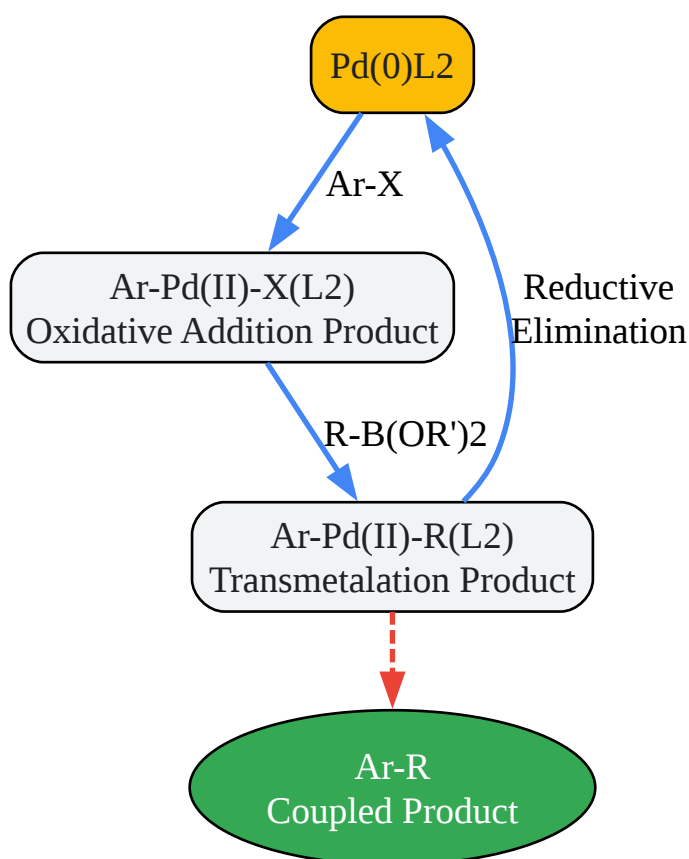 Pd(0)L2
Ar-X
Ar-Pd(II)-X(L2)
Oxidative Addition Product
Reductive
Elimination
R-B(OR')2
Ar-Pd(II)-R(L2)
Transmetalation Product
Ar-R
Coupled Product